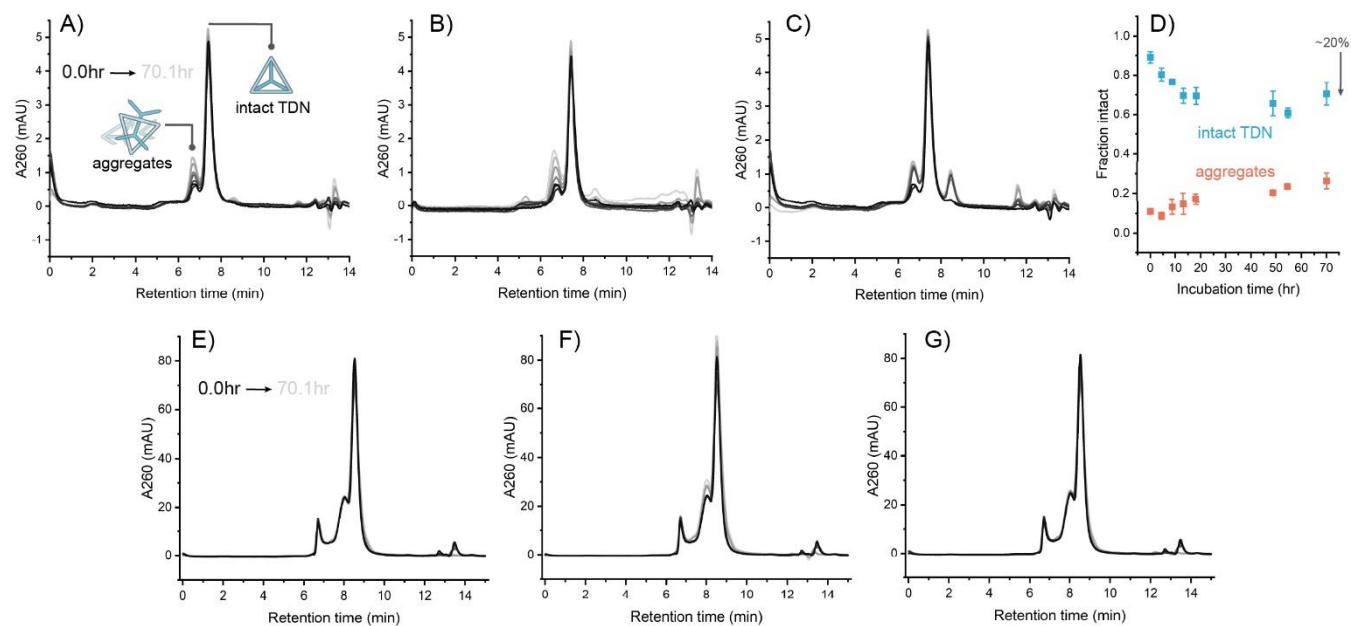 A)
5
4
3
2
1
0
-1
A260 (mAU)
0.0hr 70.1hr
intact TDN
aggregates
0 2 4 6 8 10 12 14
Retention time (min)
B)
5
4
3
2
1
0
-1
A260 (mAU)
0 2 4 6 8 10 12 14
Retention time (min)
C)
5
4
3
2
1
0
-1
A260 (mAU)
0 2 4 6 8 10 12 14
Retention time (min)
D)
~20%
1.0
0.8
0.6
0.4
0.2
0.0
Fraction intact
intact TDN
aggregates
0 10 20 30 40 50 60 70
Incubation time (hr)
E)
80
60
40
20
0
A260 (mAU)
0.0hr 70.1hr
0 2 4 6 8 10 12 14
Retention time (min)
F)
80
60
40
20
0
A260 (mAU)
0 2 4 6 8 10 12 14
Retention time (min)
G)
80
60
40
20
0
A260 (mAU)
0 2 4 6 8 10 12 14
Retention time (min)